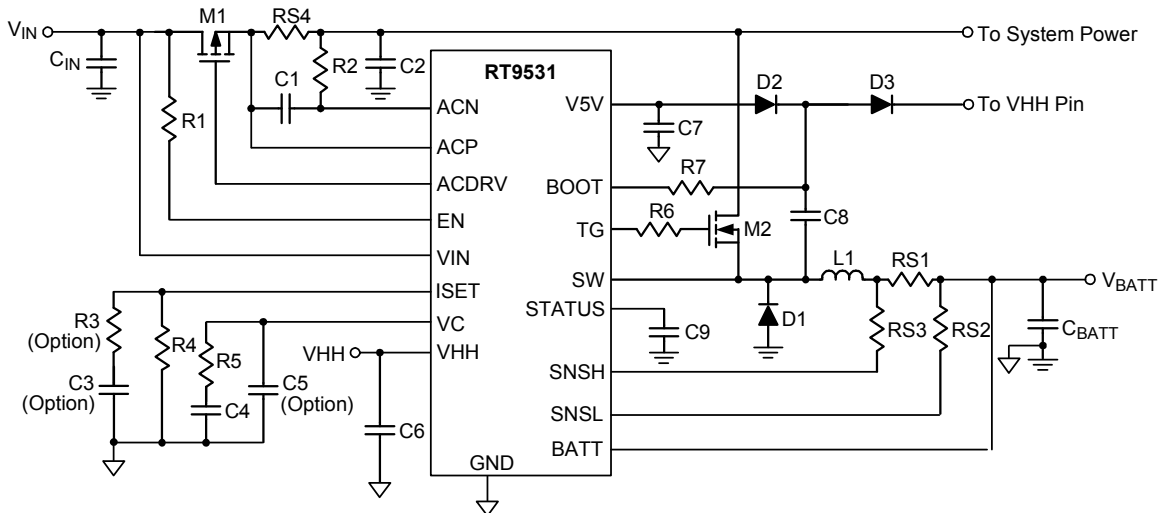 M1
RS4
VIN
To System Power
CIN
R2
C2
RT9531
D2
D3
C1
ACN
V5V
To VHH Pin
R1
C7
ACP
R7
ACDRV
BOOT
R6
C8
EN
TG
M2
VIN
SW
L1
RS1
VBATT
ISET
STATUS
R3
(Option)
R4
VC
C9
D1
RS3
RS2
CBATT
R5
VHH
VHH
C3
(Option)
C4
C5
(Option)
SNSH
SNSL
C6
BATT
GND